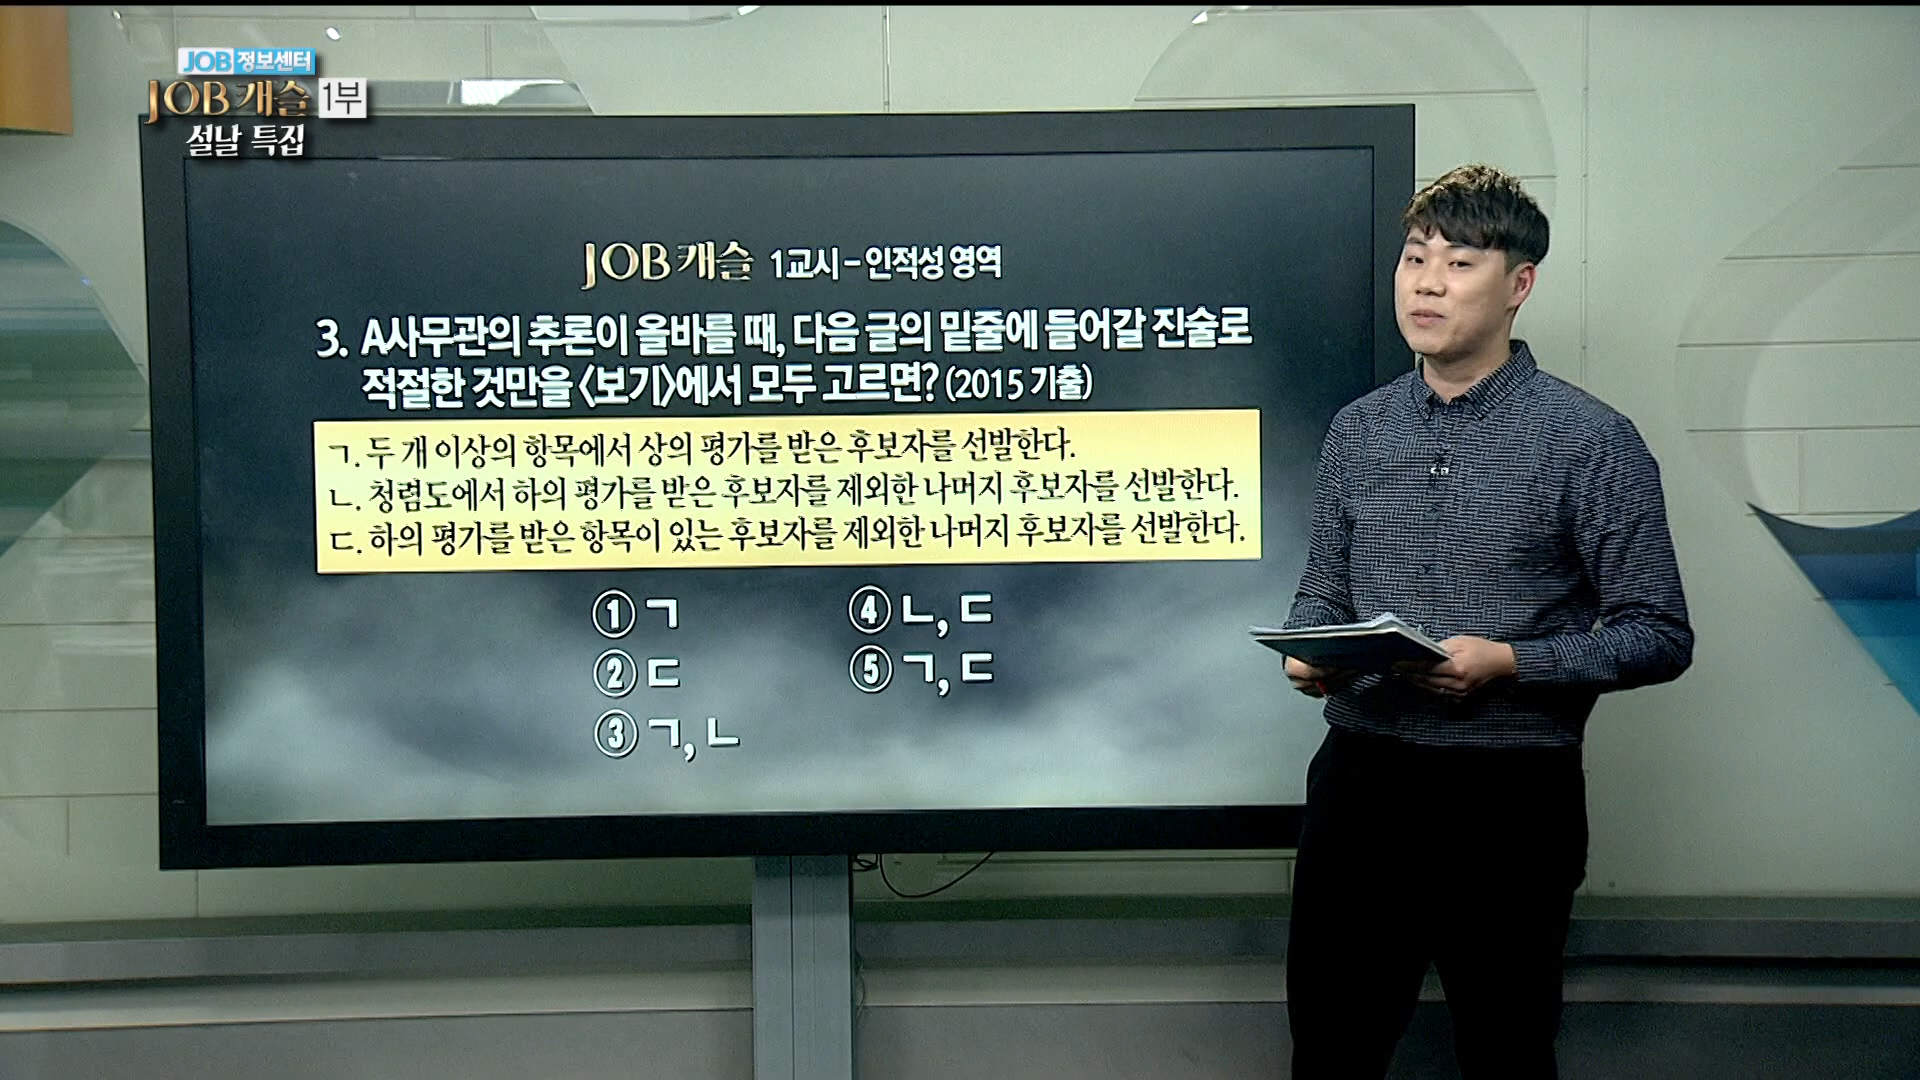 JOB 정보센터
JOB 캐슬 1부
설날 특집
JOB 캐슬 1교시 - 인적성 영역
3. A사무관의 추론이 올바를 때, 다음 글의 밑줄에 들어갈 진술로
적절한 것만을 <보기>에서 모두 고르면? (2015 기출)
ㄱ. 두 개 이상의 항목에서 상의 평가를 받은 후보자를 선발한다.
ㄴ. 청렴도에서 하의 평가를 받은 후보자를 제외한 나머지 후보자를 선발한다.
ㄷ. 하의 평가를 받은 항목이 있는 후보자를 제외한 나머지 후보자를 선발한다.
① ㄱ
② ㄷ
③ ㄱ, ㄴ
④ ㄴ, ㄷ
⑤ ㄱ, ㄷ